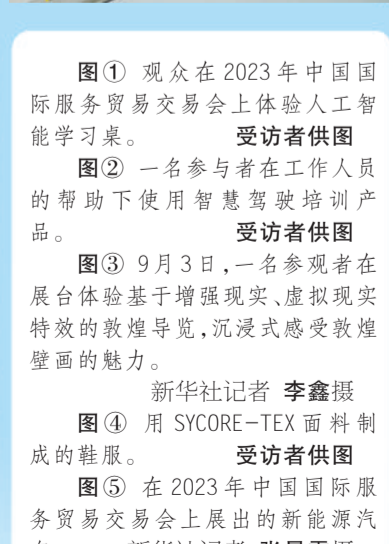 图① 观众在2023年中国国
际服务贸易交易会上体验人工智
能学习桌。 受访者供图
图② 一名参与者在工作人员
的帮助下使用智慧驾驶培训产
品。 受访者供图
图③ 9月3日,一名参观者在
展台体验基于增强现实、虚拟现实
特效的敦煌导览,沉浸式感受敦煌
壁画的魅力。
新华社记者 李鑫摄
图④ 用SYCORE-TEX面料制
成的鞋服。 受访者供图
图⑤ 在2023年中国国际服
务贸易交易会上展出的新能源汽